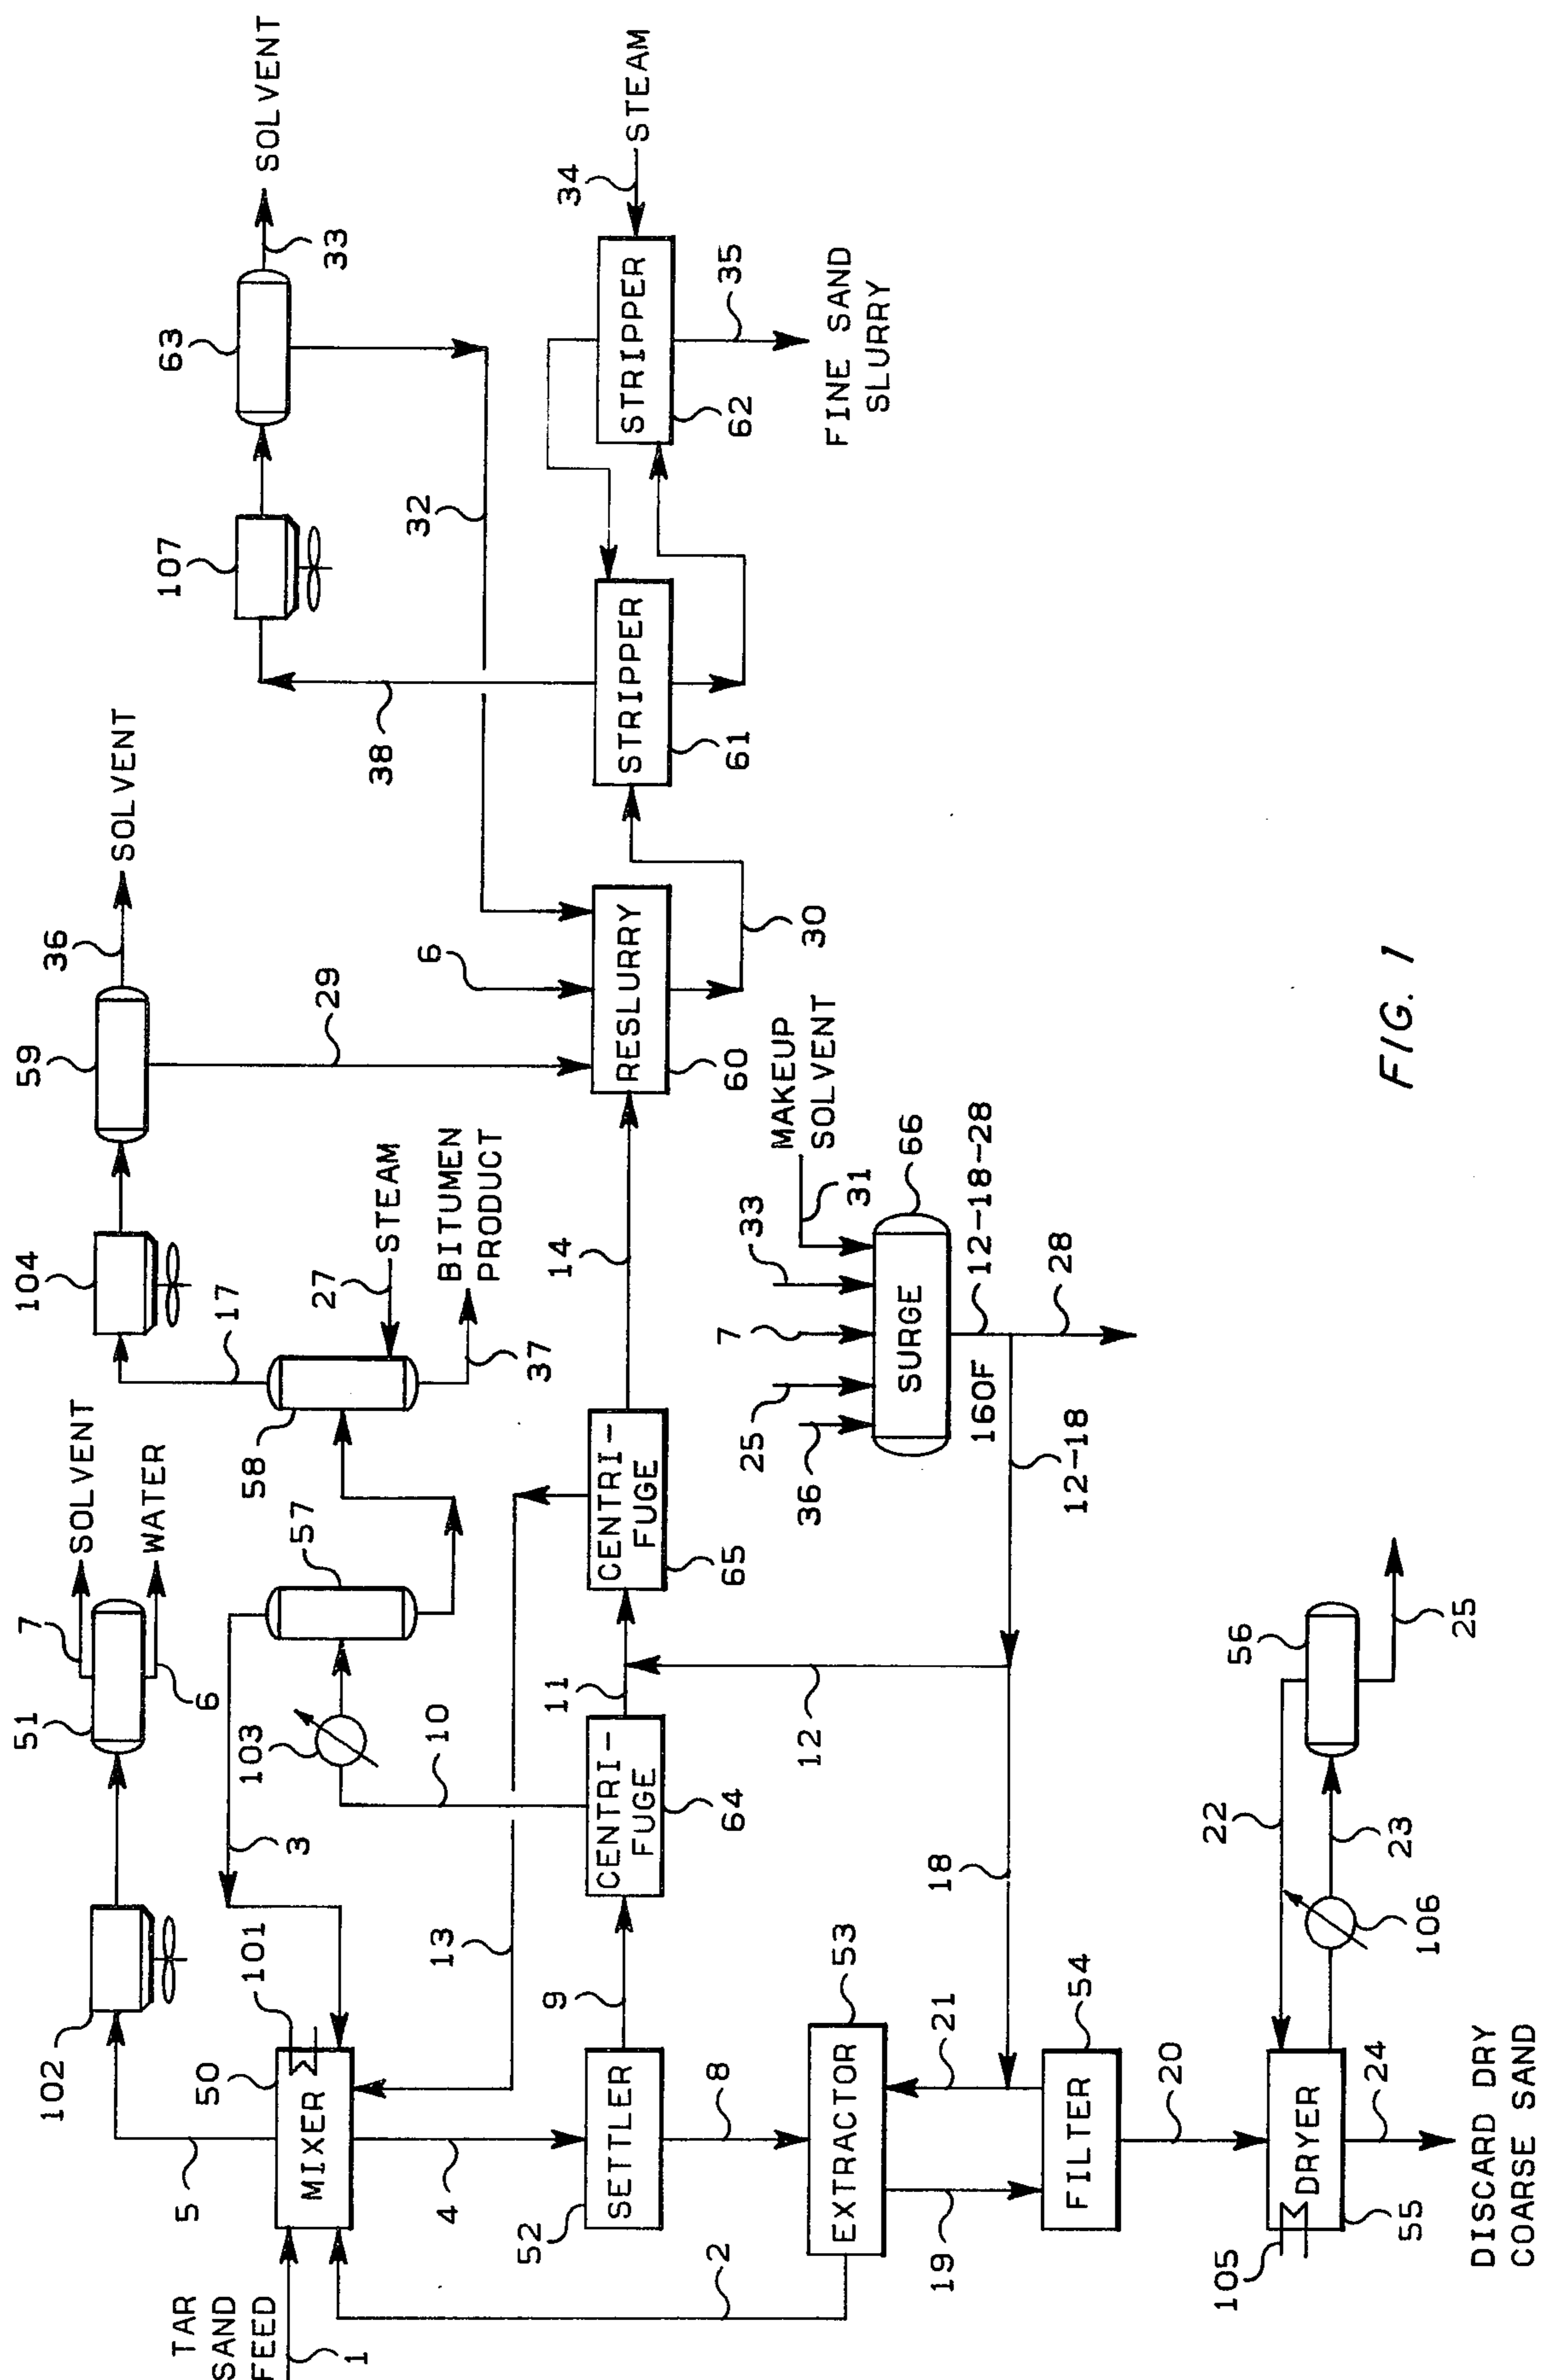 TAR
SAND
FEED
1
2
5
102
50
MIXER
101
4
3
13
51
7
SOLVENT
WATER
6
103
10
57
58
17
104
27
STEAM
BITUMEN
PRODUCT
37
59
36
SOLVENT
29
6
32
38
107
63
33
SOLVENT
34
STEAM
52
SETTLER
9
CENTRI-
FUGE
64
11
CENTRI-
FUGE
65
14
RESLURRY
60
30
STRIPPER
61
STRIPPER
62
35
FINE SAND
SLURRY
8
EXTRACTOR
53
12
36
25
7
33
MAKEUP
SOLVENT
31
SURGE
66
160F
12-18-28
28
12-18
18
19
21
FILTER
54
20
105
DRYER
55
24
DISCARD DRY
COARSE SAND
22
106
23
56
25
FIG. 1